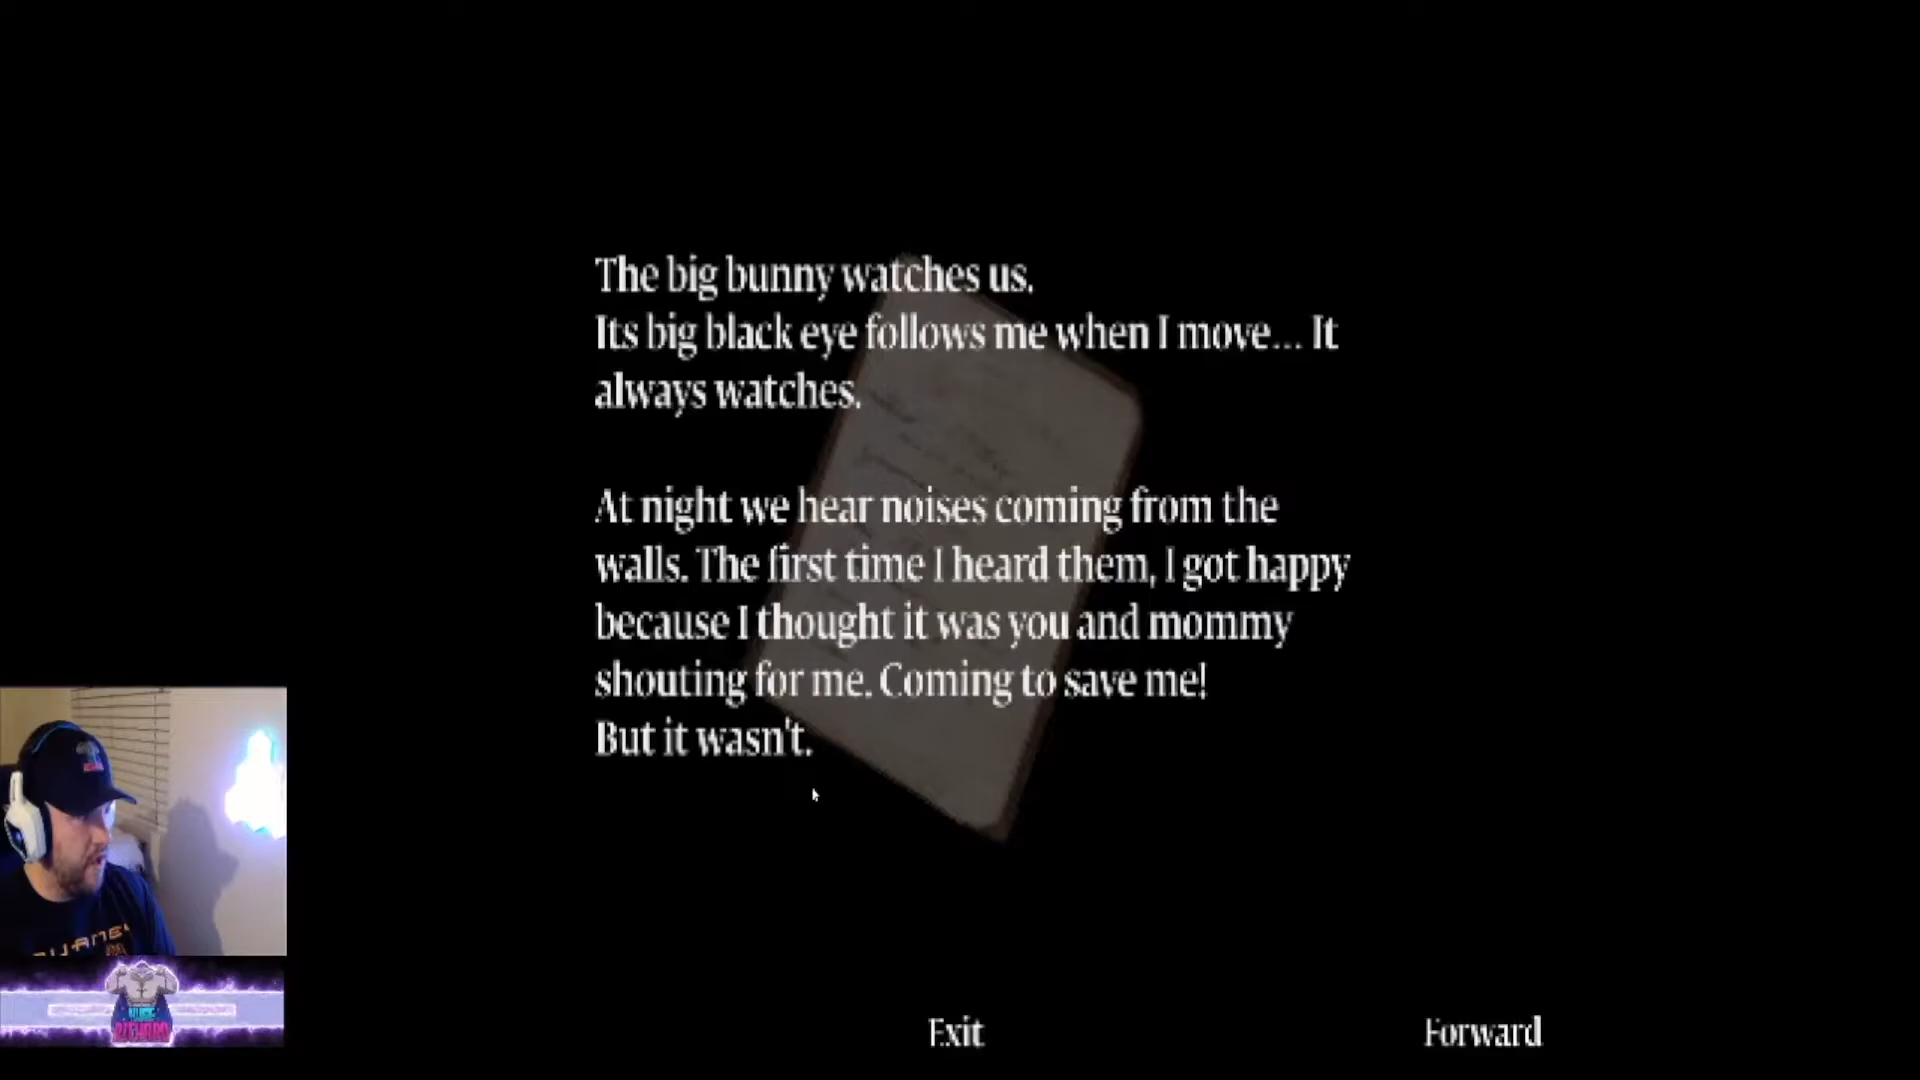 The big bunny watches us.
Its big black eye follows me when I move... It
always watches.
At night we hear noises coming from the
walls. The first time I heard them, I got happy
because I thought it was you and mommy
shouting for me. Coming to save me!
But it wasn't.
HUGE
RICHARD
Exit
Forward